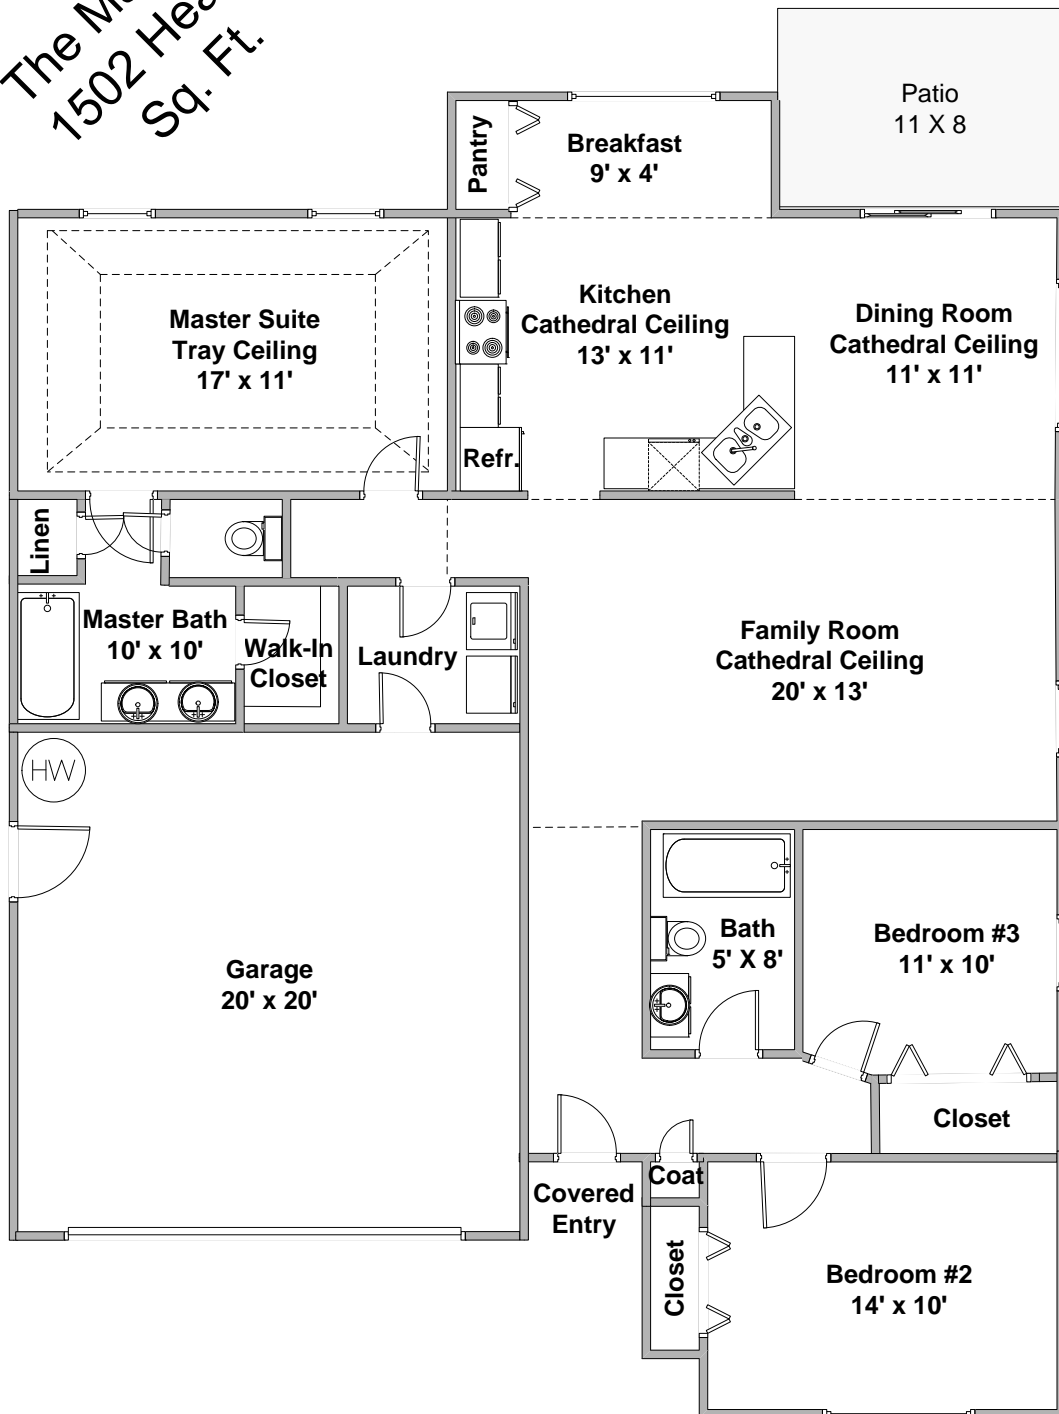 The
1502
Sq. Ft.
Patio
11 X 8
Pantry
Breakfast
9' x 4'
Master Suite
Tray Ceiling
17' x 11'
Kitchen
Cathedral Ceiling
13' x 11'
Dining Room
Cathedral Ceiling
11' x 11'
Refr.
Linen
Master Bath
10' x 10'
Walk-In
Closet
Laundry
Family Room
Cathedral Ceiling
20' x 13'
HW
Garage
20' x 20'
Bath
5' X 8'
Bedroom #3
11' x 10'
Closet
Coat
Covered
Entry
Closet
Bedroom #2
14' x 10'